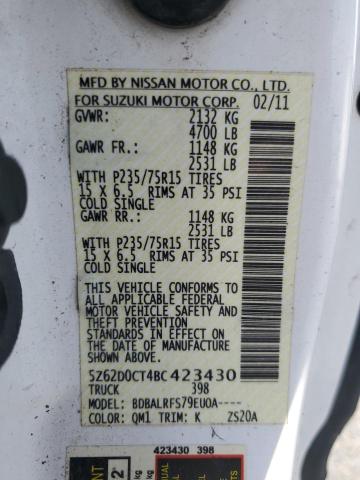 MFD BY NISSAN MOTOR CO., LTD.
FOR SUZUKI MOTOR CORP. 02/11
GVWR: 2132 KG
4700 LB
GAWR FR.: 1148 KG
2531 LB
WITH P235/75R15 TIRES
15 X 6.5 RIMS AT 35 PSI
COLD SINGLE
GAWR RR.: 1148 KG
2531 LB
WITH P235/75R15 TIRES
15 X 6.5 RIMS AT 35 PSI
COLD SINGLE
THIS VEHICLE CONFORMS TO
ALL APPLICABLE FEDERAL
MOTOR VEHICLE SAFETY
STANDARDS IN EFFECT ON
THE DATE OF MANUFACTURE
SHOWN ABOVE.
5Z62D0CT4BC423430
TRUCK 398
MODEL: BDBALRFS79EU0A----
COLOR: QM1 TRIM: K ZS20A
423430 398